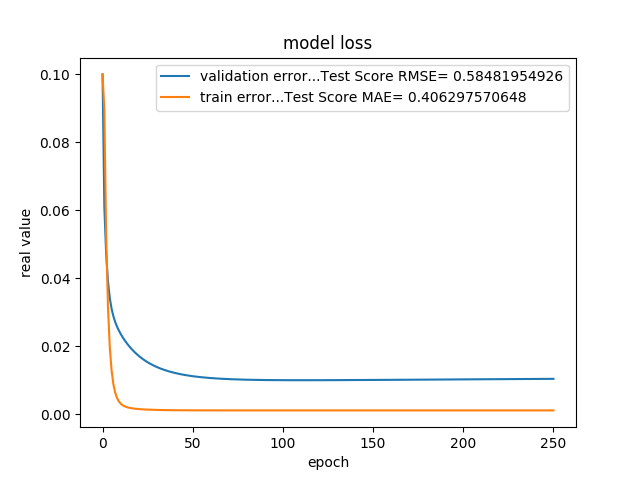 model loss
validation error...Test Score RMSE= 0.58481954926
train error...Test Score MAE= 0.406297570648
real value
0.10
0.08
0.06
0.04
0.02
0.00
0 50 100 150 200 250
epoch